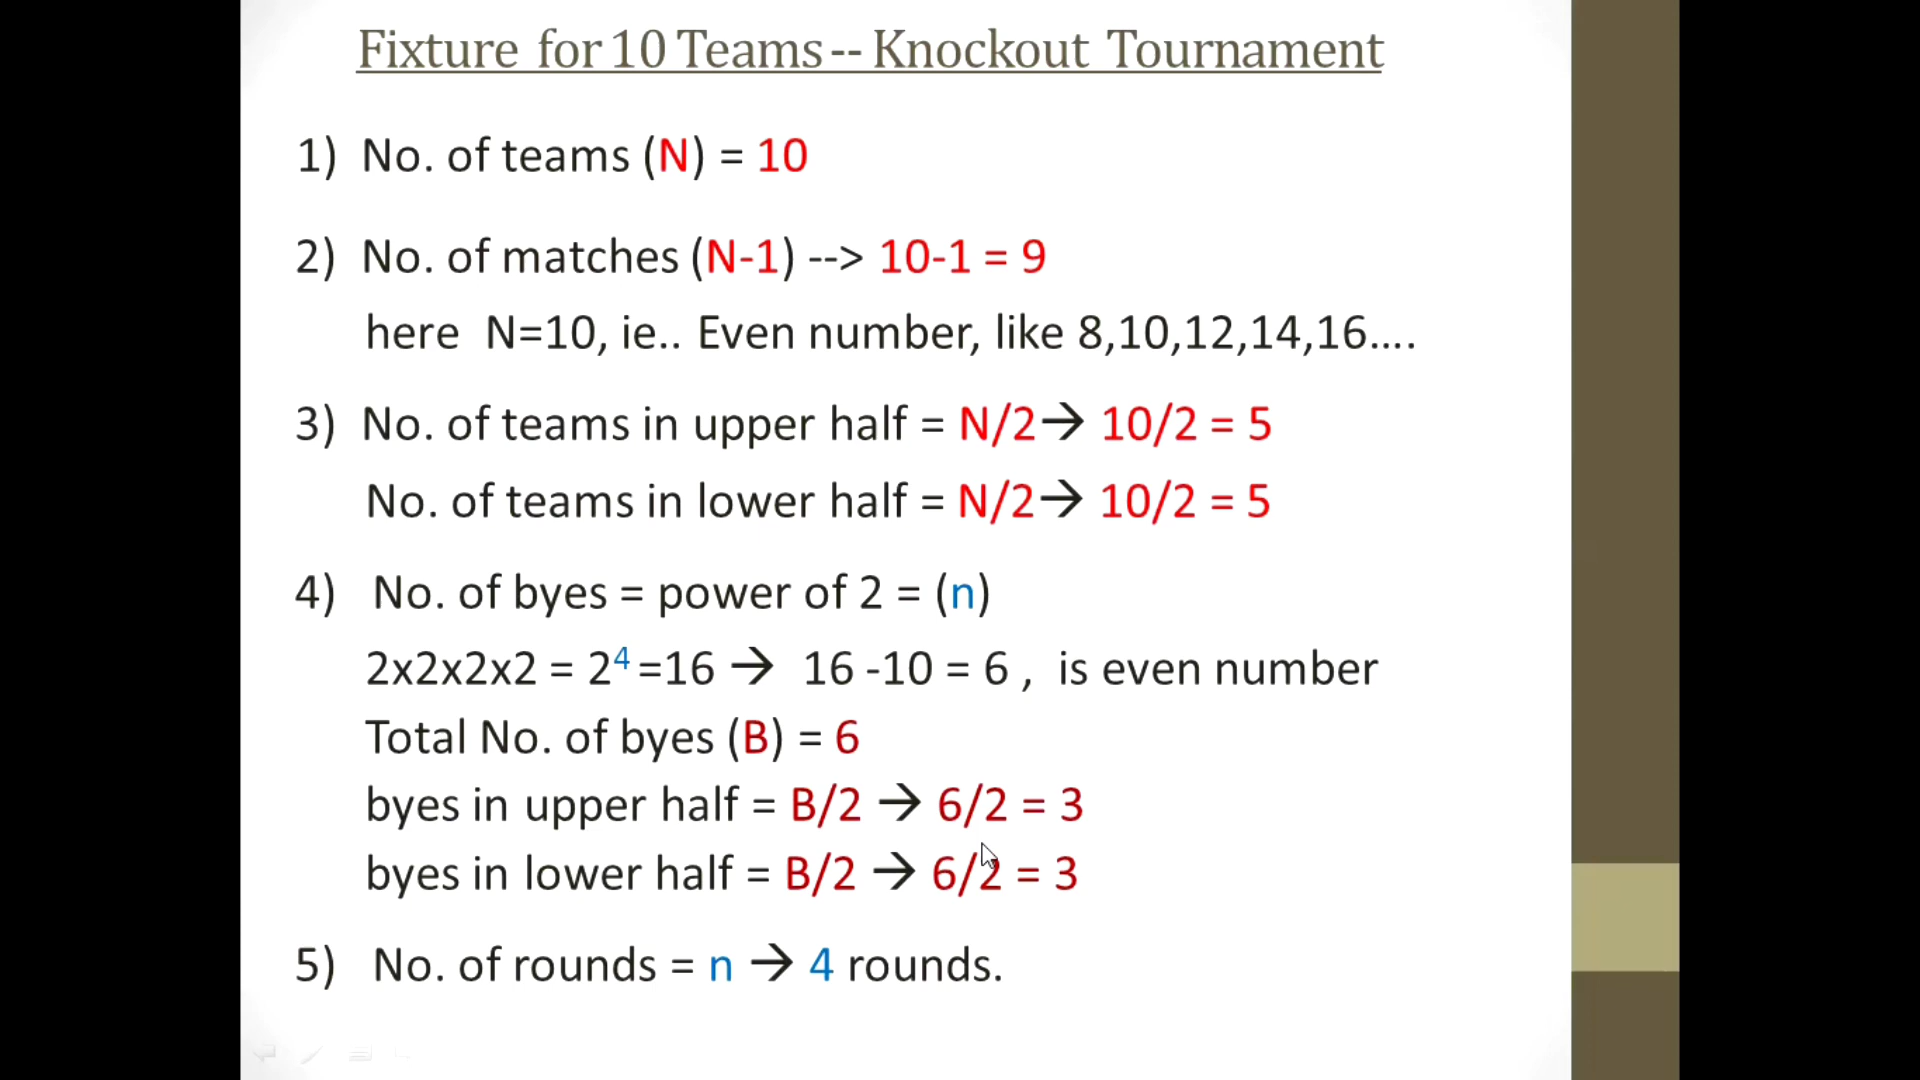 Fixture for 10 Teams -- Knockout Tournament
1) No. of teams (N) = 10
2) No. of matches (N-1) --> 10-1 = 9
here N=10, ie.. Even number, like 8,10,12,14,16....
3) No. of teams in upper half = N/2→ 10/2 = 5
No. of teams in lower half = N/2→ 10/2 = 5
4) No. of byes = power of 2 = (n)
2x2x2x2 = 2⁴ =16 → 16 -10 = 6 , is even number
Total No. of byes (B) = 6
byes in upper half = B/2 → 6/2 = 3
byes in lower half = B/2 → 6/2 = 3
5) No. of rounds = n → 4 rounds.